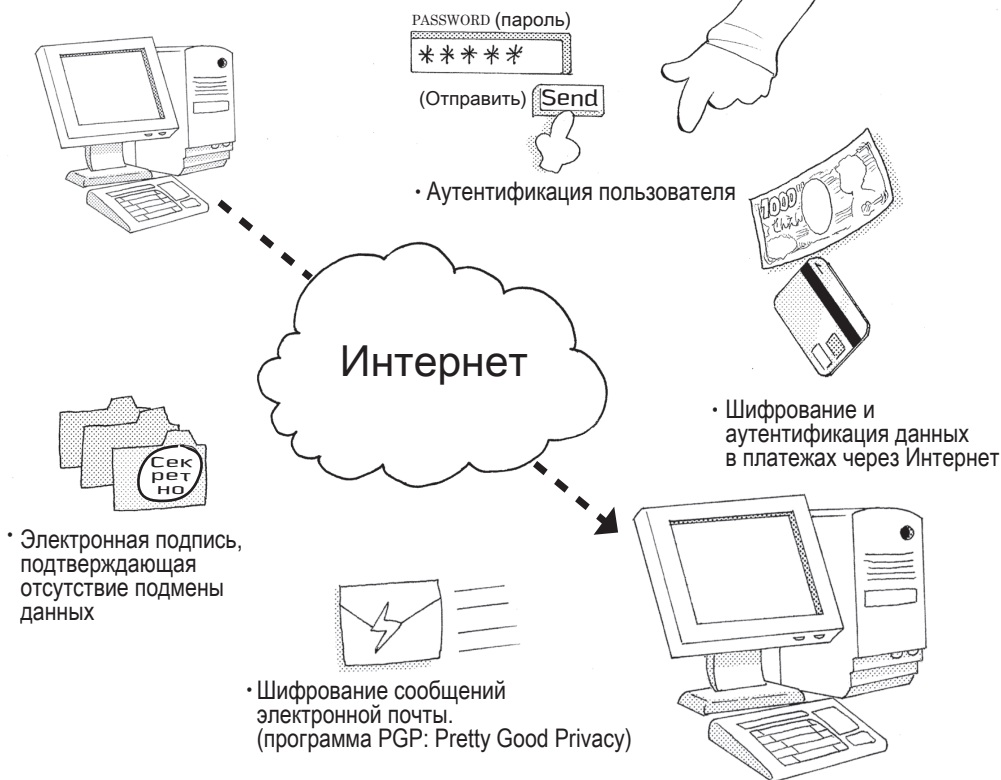 PASSWORD (пароль)
*****
(Отправить) Send
· Аутентификация пользователя
1000
Интернет
· Шифрование и
аутентификация данных
в платежах через Интернет
Сек
рет
но
· Электронная подпись,
подтверждающая
отсутствие подмены
данных
· Шифрование сообщений
электронной почты.
(программа PGP: Pretty Good Privacy)